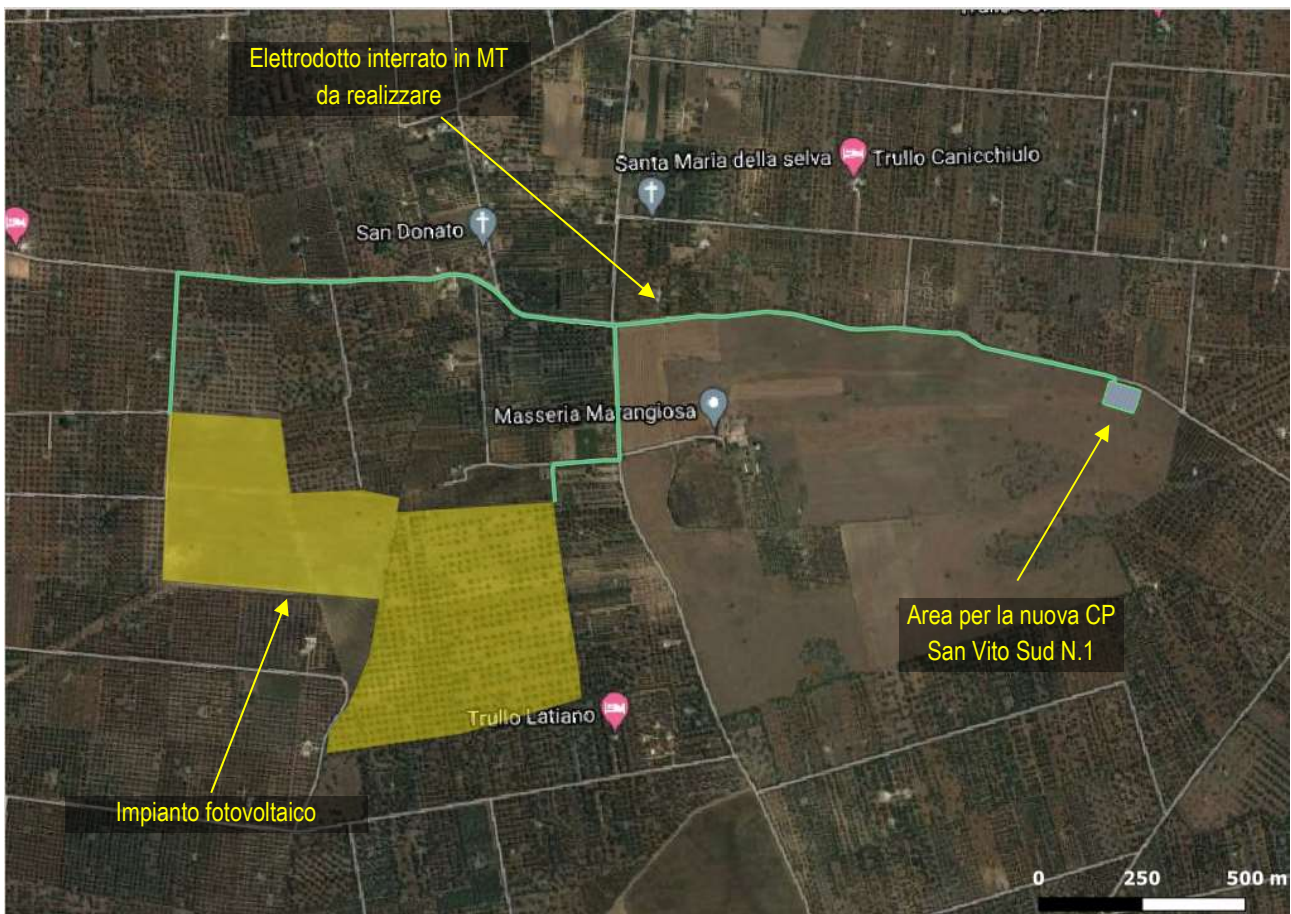 Elettrodotto interrato in MT
da realizzare
Santa Maria della selva
Trullo Canicchiulo
San Donato
Masseria Marangiosa
Area per la nuova CP
San Vito Sud N.1
Trullo Latiano
Impianto fotovoltaico
0 250 500 m